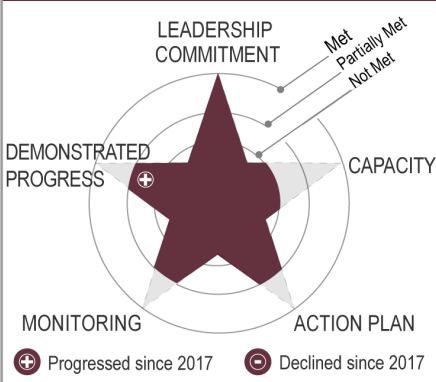 LEADERSHIP
COMMITMENT
Met
Partially Met
Not Met
DEMONSTRATED
PROGRESS
CAPACITY
MONITORING
ACTION PLAN
Progressed since 2017
Declined since 2017